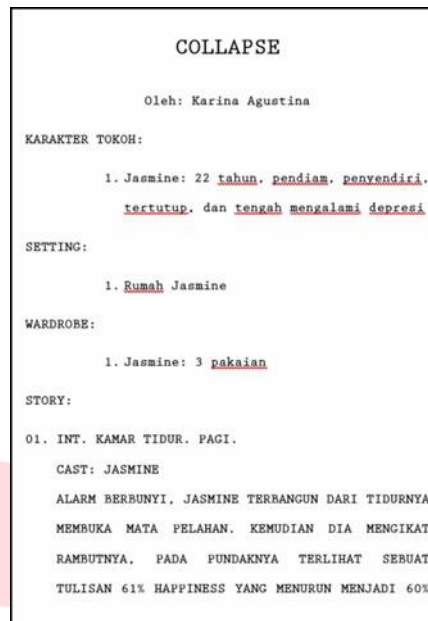 COLLAPSE
Oleh: Karina Agustina
KARAKTER TOKOH:
1. Jasmine: 22 tahun, pendiam, penyendiri,
tertutup, dan tengah mengalami depresi
SETTING:
1. Rumah Jasmine
WARDROBE:
1. Jasmine: 3 pakaian
STORY:
01. INT. KAMAR TIDUR. PAGI.
CAST: JASMINE
ALARM BERBUNYI, JASMINE TERBANGUN DARI TIDURNYA
MEMBUKA MATA PELAHAN. KEMUDIAN DIA MENGIKAT
RAMBUTNYA, PADA PUNDAKNYA TERLIHAT SEBUAT
TULISAN 61% HAPPINESS YANG MENURUN MENJADI 60%